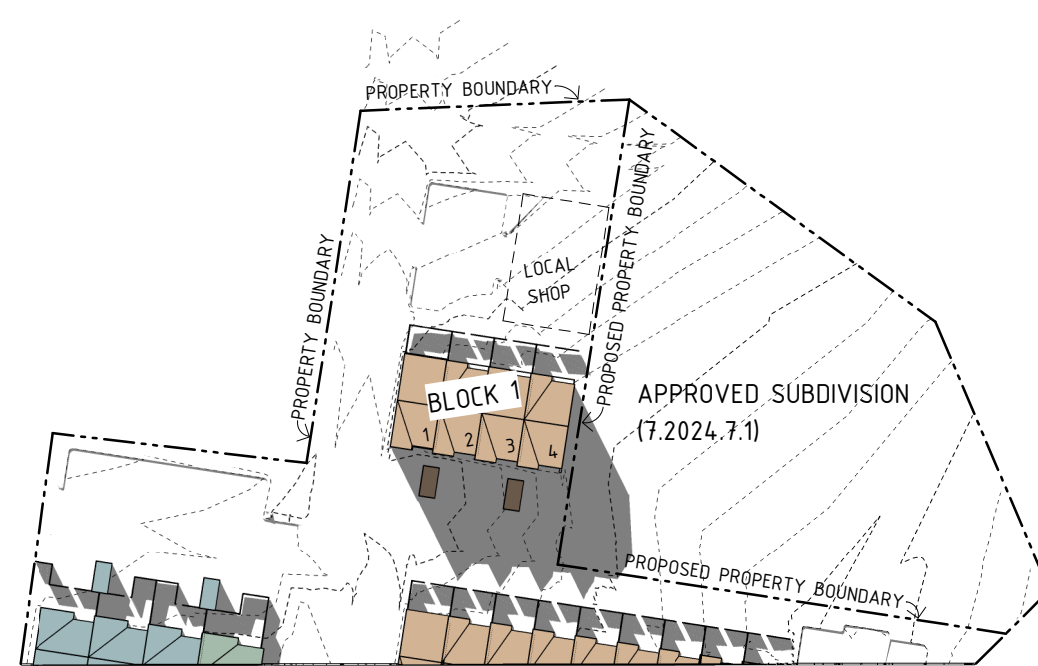 PROPERTY BOUNDARY
PROPERTY BOUNDARY
PROPOSED PROPERTY BOUNDARY
LOCAL
SHOP
BLOCK 1
1
2
3
4
APPROVED SUBDIVISION
(7.2024.7.1)
PROPOSED PROPERTY BOUNDARY